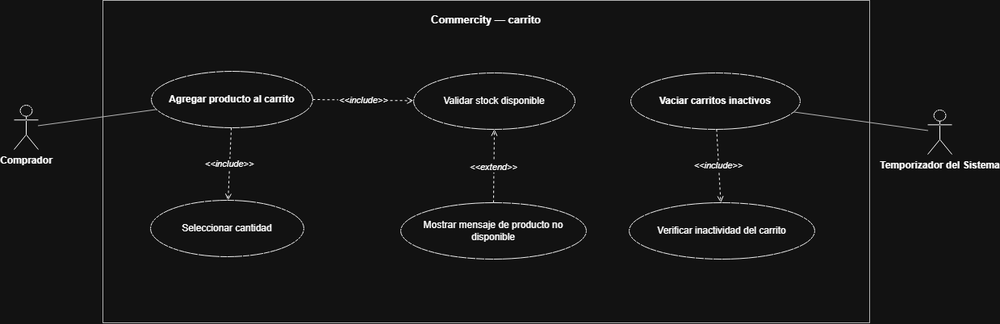 Commercity — carrito
Agregar producto al carrito
<<include>>
Validar stock disponible
Vaciar carritos inactivos
Comprador
Temporizador del Sistema
<<include>>
<<extend>>
<<include>>
Seleccionar cantidad
Mostrar mensaje de producto no
disponible
Verificar inactividad del carrito